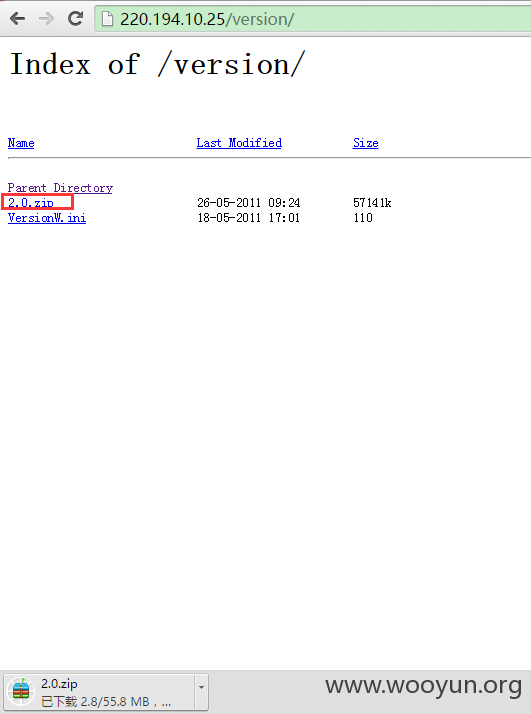 220.194.10.25/version/
Index of /version/
Name Last Modified Size
Parent Directory
2.0.zip 26-05-2011 09:24 57141k
VersionW.ini 18-05-2011 17:01 110
2.0.zip
已下载 2.8/55.8 MB，...
www.wooyun.org